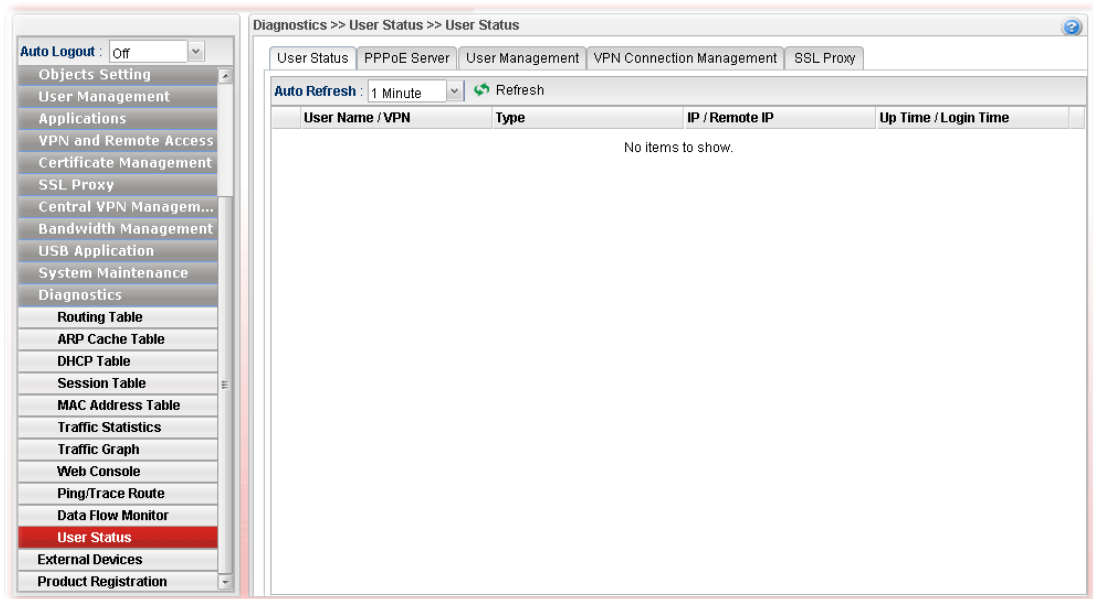 Diagnostics >> User Status >> User Status
Auto Logout : Off
Objects Setting
User Management
Applications
VPN and Remote Access
Certificate Management
SSL Proxy
Central VPN Managem...
Bandwidth Management
USB Application
System Maintenance
Diagnostics
Routing Table
ARP Cache Table
DHCP Table
Session Table
MAC Address Table
Traffic Statistics
Traffic Graph
Web Console
Ping/Trace Route
Data Flow Monitor
User Status
External Devices
Product Registration
User Status PPPoE Server User Management VPN Connection Management SSL Proxy
Auto Refresh : 1 Minute Refresh
User Name / VPN Type IP / Remote IP Up Time / Login Time
No items to show.